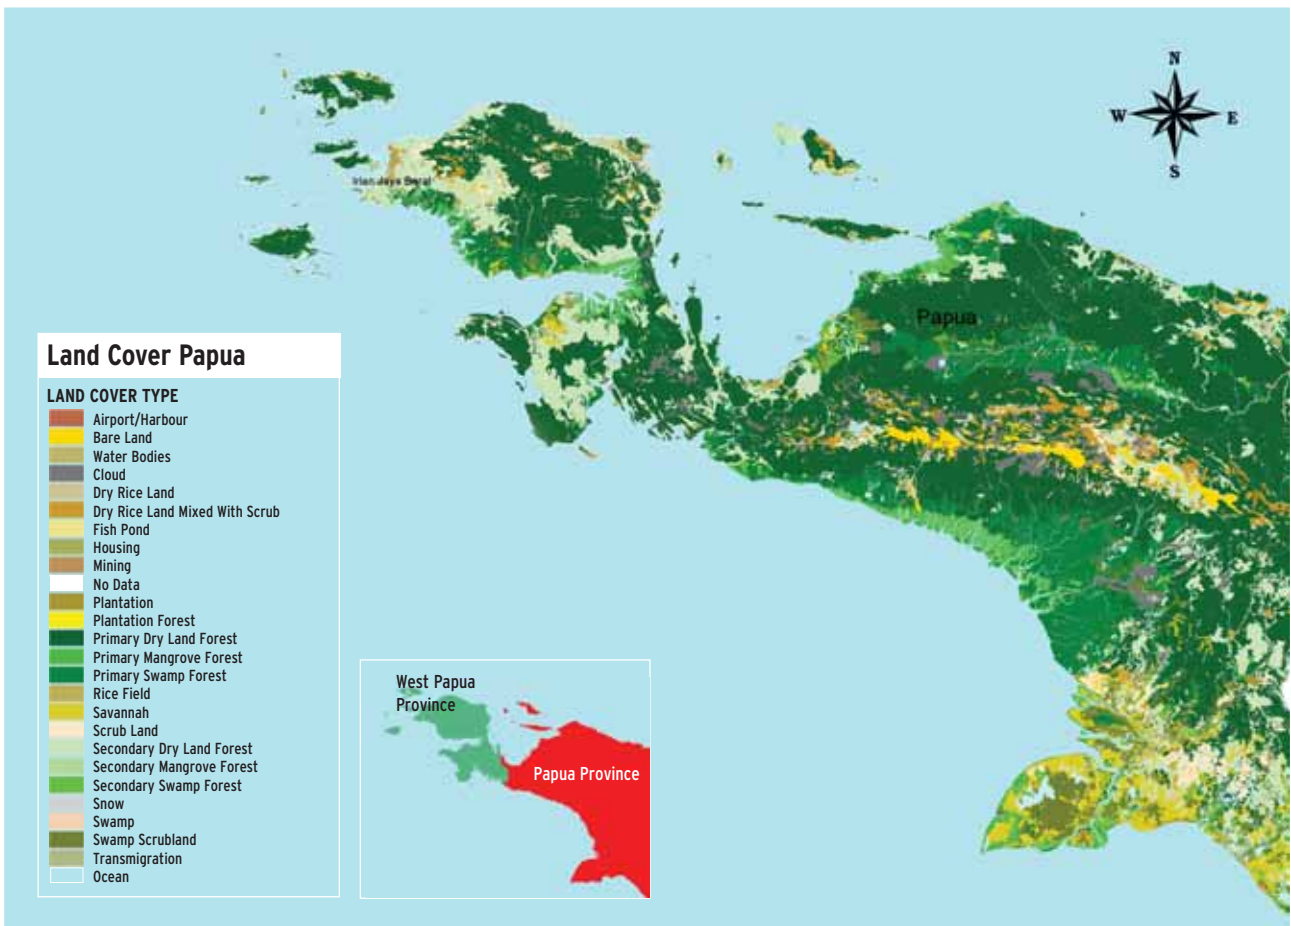 N
W E
S
Irian Jaya Barat
Papua
Land Cover Papua
LAND COVER TYPE
Airport/Harbour
Bare Land
Water Bodies
Cloud
Dry Rice Land
Dry Rice Land Mixed With Scrub
Fish Pond
Housing
Mining
No Data
Plantation
Plantation Forest
Primary Dry Land Forest
Primary Mangrove Forest
Primary Swamp Forest
Rice Field
Savannah
Scrub Land
Secondary Dry Land Forest
Secondary Mangrove Forest
Secondary Swamp Forest
Snow
Swamp
Swamp Scrubland
Transmigration
Ocean
West Papua
Province
Papua Province